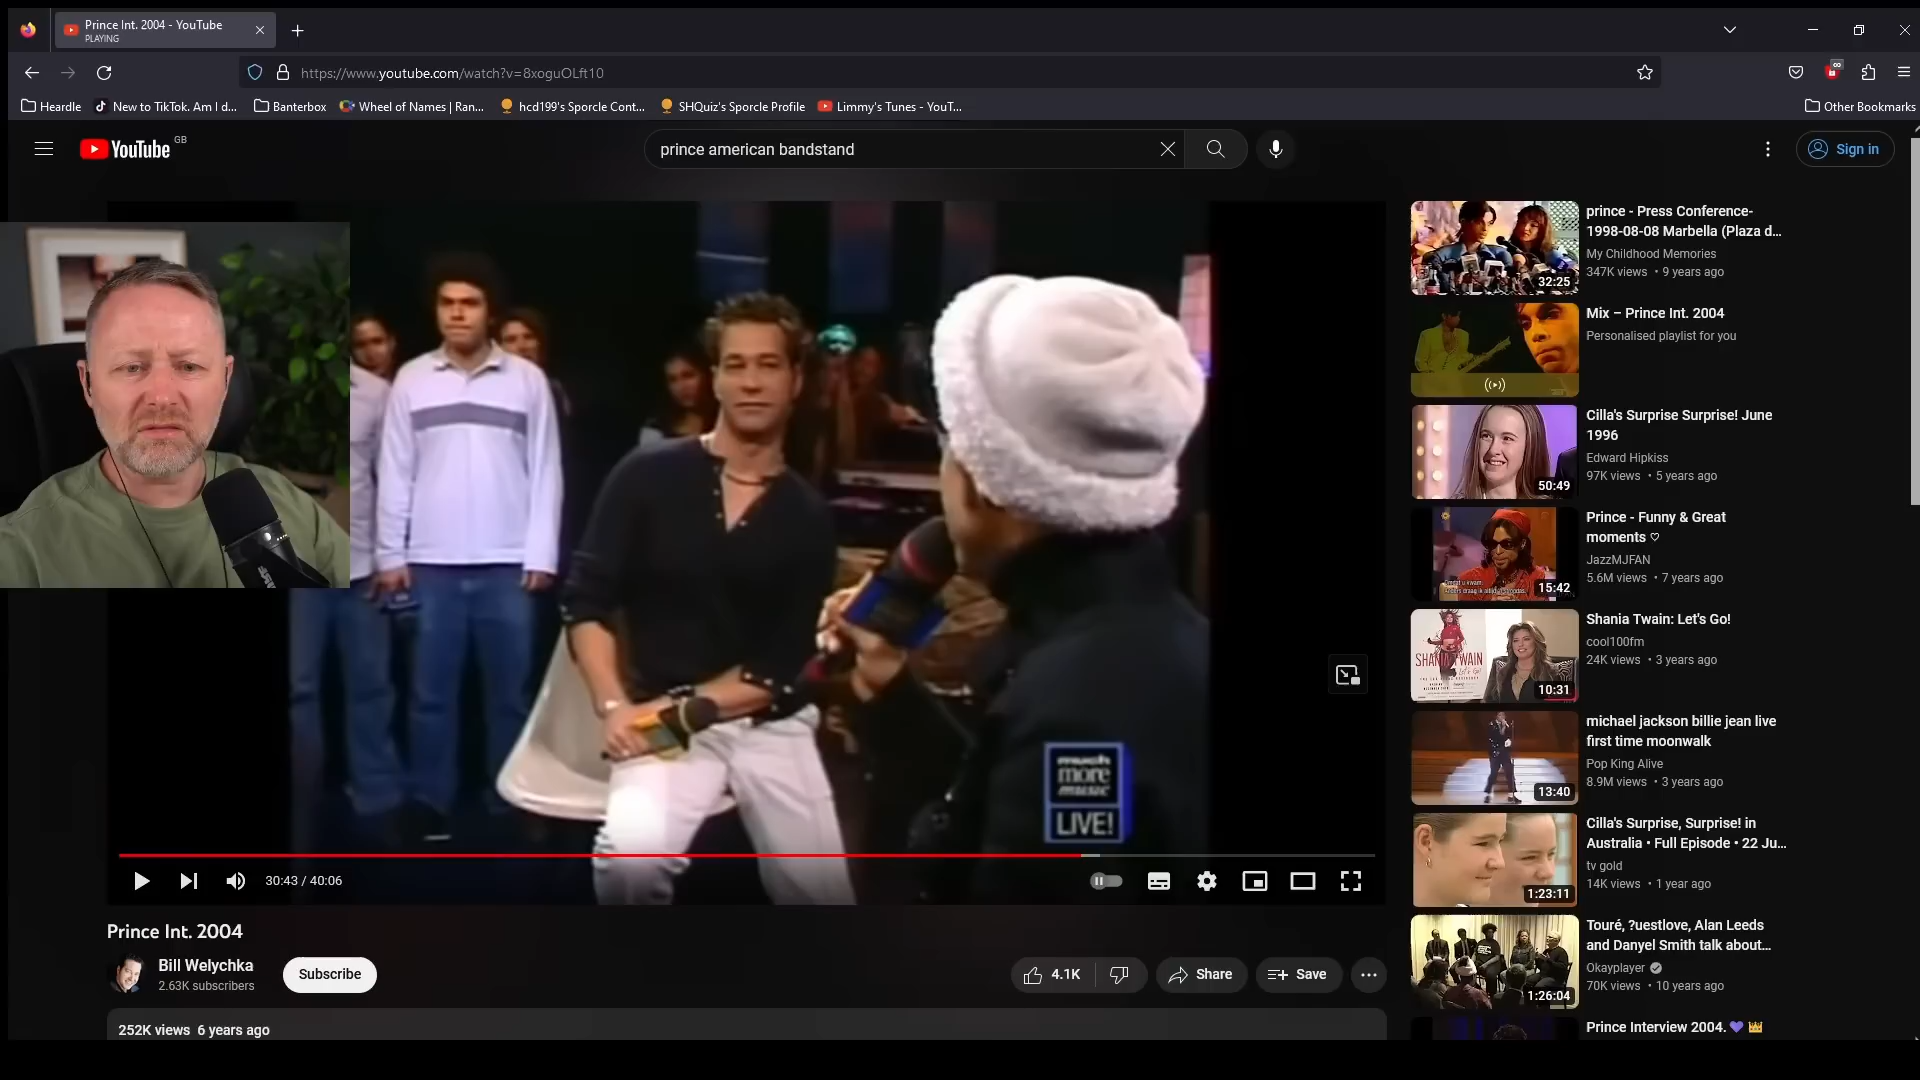 Prince Int. 2004 - YouTube
PLAYING
https://www.youtube.com/watch?v=8xoguOLft10
Heardle
New to TikTok. Am I d...
Banterbox
Wheel of Names | Ran...
hcd199's Sporcle Cont...
SHQuiz's Sporcle Profile
Limmy's Tunes - YouT...
Other Bookmarks
YouTube GB
prince american bandstand
Sign in
much
more
music
LIVE!
30:43 / 40:06
Prince Int. 2004
Bill Welychka
2.63K subscribers
Subscribe
4.1K
Share
Save
252K views 6 years ago
prince - Press Conference-
1998-08-08 Marbella (Plaza d...
My Childhood Memories
347K views • 9 years ago
32:25
Mix – Prince Int. 2004
Personalised playlist for you
Cilla's Surprise Surprise! June
1996
Edward Hipkiss
97K views • 5 years ago
50:49
Prince - Funny & Great
moments ♡
JazzMJFAN
5.6M views • 7 years ago
15:42
Shania Twain: Let's Go!
cool100fm
24K views • 3 years ago
SHANIA TWAIN
Let's Go!
10:31
michael jackson billie jean live
first time moonwalk
Pop King Alive
8.9M views • 3 years ago
13:40
Cilla's Surprise, Surprise! in
Australia • Full Episode • 22 Ju...
tv gold
14K views • 1 year ago
1:23:11
Touré, ?uestlove, Alan Leeds
and Danyel Smith talk about...
Okayplayer
70K views • 10 years ago
1:26:04
Prince Interview 2004. 💜 👑